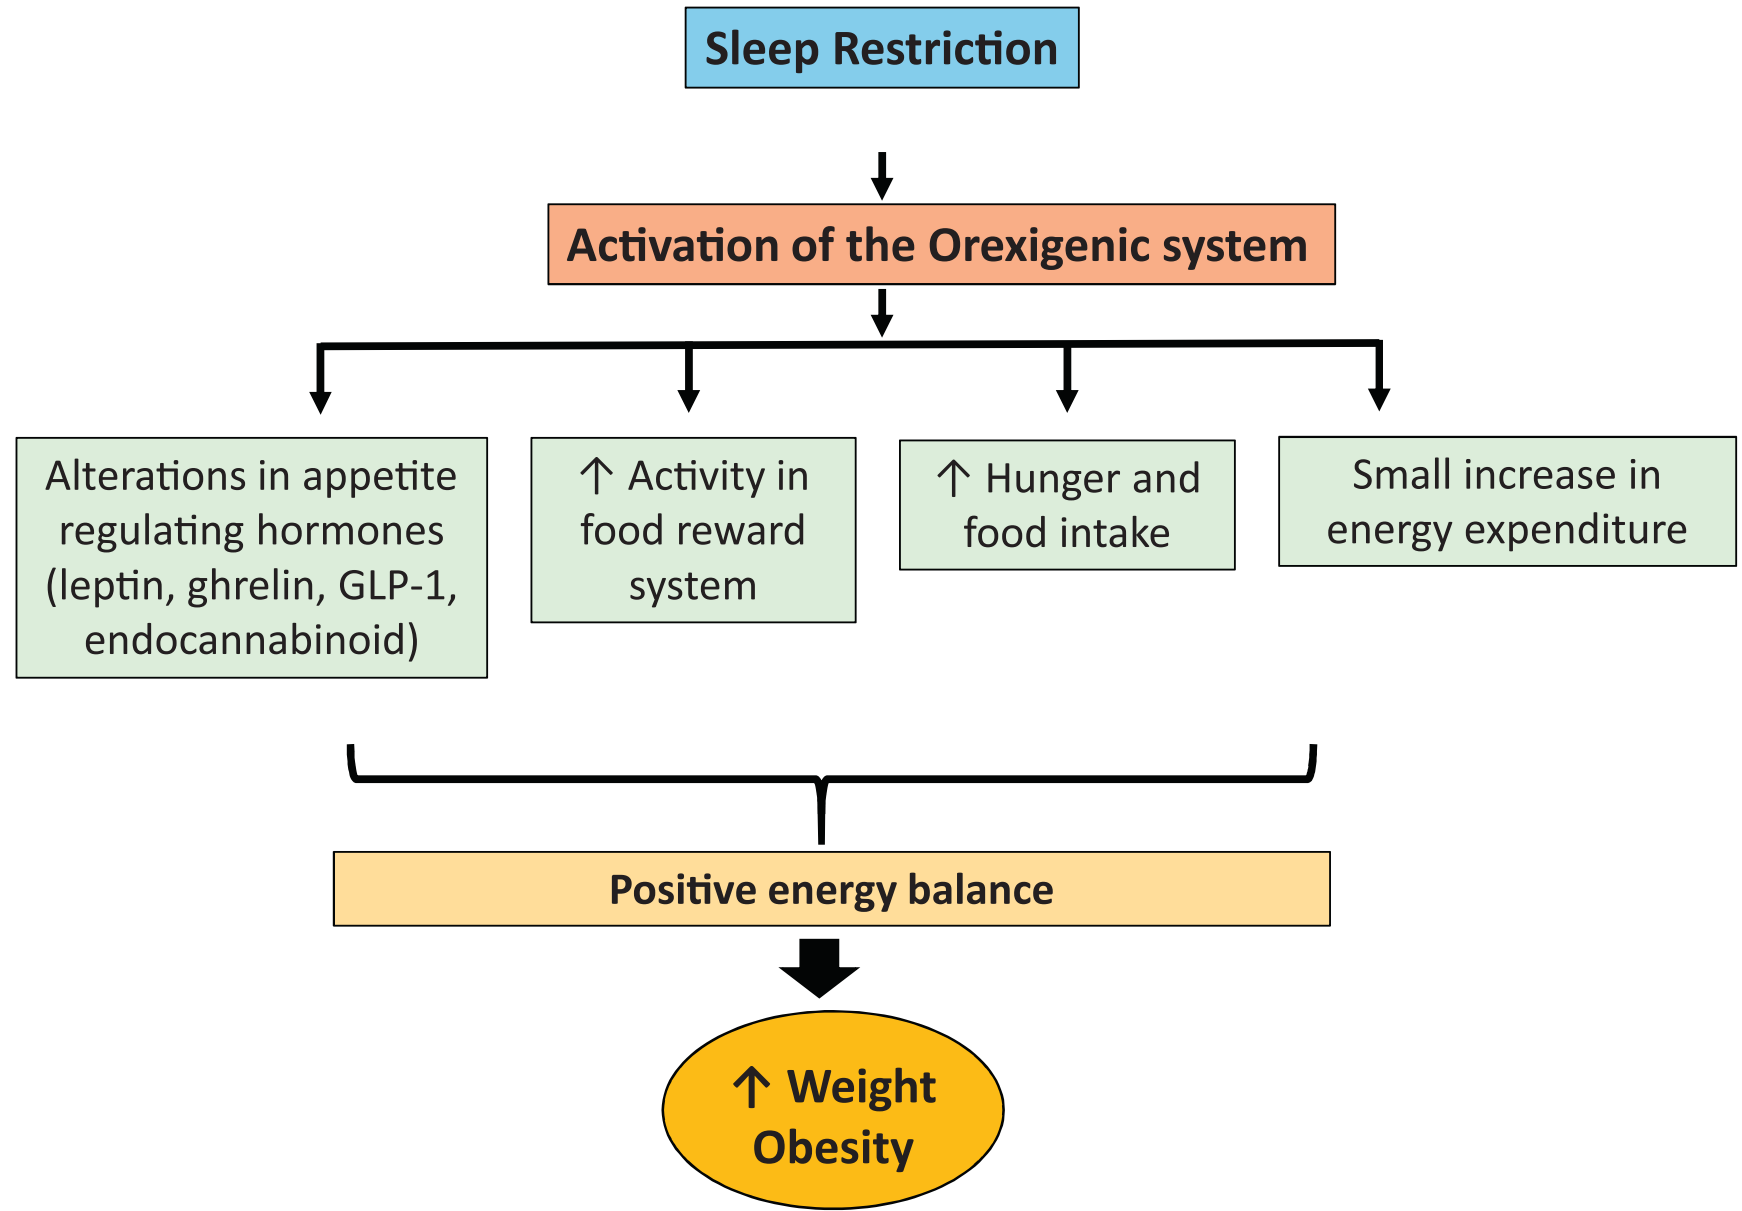 Sleep Restriction
Activation of the Orexigenic system
Alterations in appetite
regulating hormones
(leptin, ghrelin, GLP-1,
endocannabinoid)
↑ Activity in
food reward
system
↑ Hunger and
food intake
Small increase in
energy expenditure
Positive energy balance
↑ Weight
Obesity